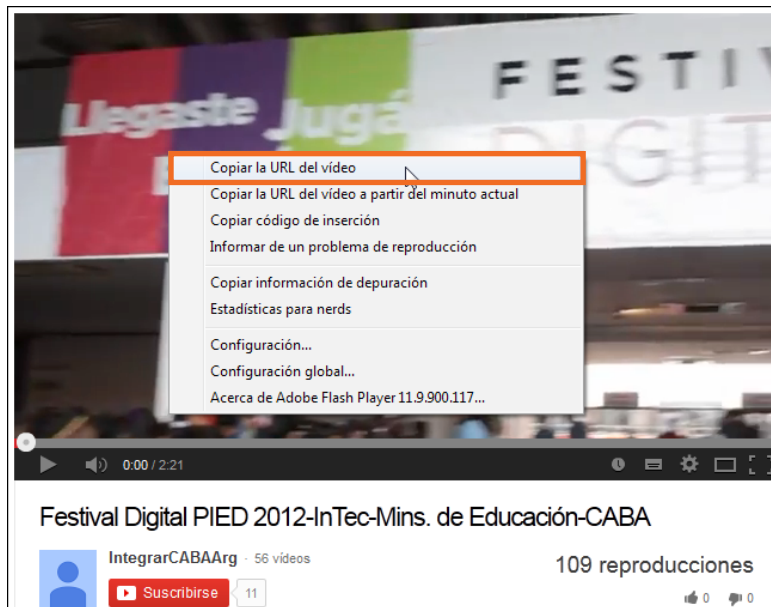 FESTIV
Llegaste Jugá
DIGIT
Copiar la URL del vídeo
Copiar la URL del vídeo a partir del minuto actual
Copiar código de inserción
Informar de un problema de reproducción
Copiar información de depuración
Estadísticas para nerds
Configuración...
Configuración global...
Acerca de Adobe Flash Player 11.9.900.117...
0:00 / 2:21
Festival Digital PIED 2012-InTec-Mins. de Educación-CABA
IntegrarCABAArg · 56 vídeos
109 reproducciones
Suscribirse 11
0 0